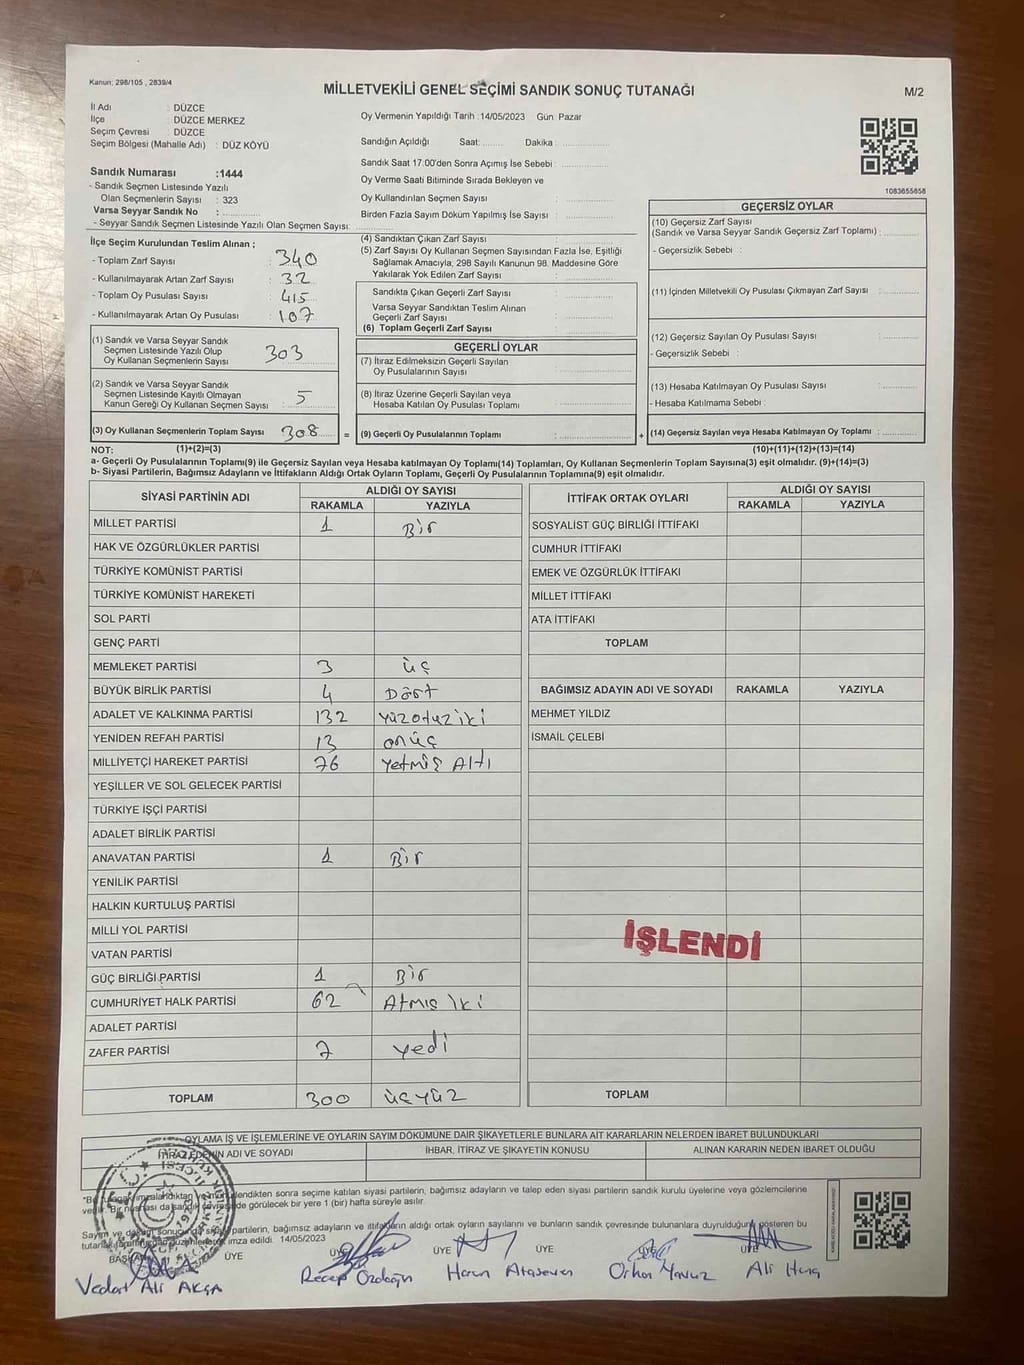 Kanun; 298/105 , 2839/4
MİLLETVEKİLİ GENEL SEÇİMİ SANDIK SONUÇ TUTANAĞI
M/2
İl Adı : DÜZCE
İlçe : DÜZCE MERKEZ
Seçim Çevresi : DÜZCE
Seçim Bölgesi (Mahalle Adı) : DÜZ KÖYÜ
Sandık Numarası :1444
- Sandık Seçmen Listesinde Yazılı
Olan Seçmenlerin Sayısı : 323
Varsa Seyyar Sandık No :
- Seyyar Sandık Seçmen Listesinde Yazılı Olan Seçmen Sayısı:
Oy Vermenin Yapıldığı Tarih :14/05/2023 Gün: Pazar
Sandığın Açıldığı Saat: Dakika :
Sandık Saat 17.00'den Sonra Açımış İse Sebebi :
Oy Verme Saati Bitiminde Sırada Bekleyen ve
Oy Kullandırılan Seçmen Sayısı :
Birden Fazla Sayım Döküm Yapılmış İse Sayısı :
1083655858
İlçe Seçim Kurulundan Teslim Alınan ;
- Toplam Zarf Sayısı : 340
- Kullanılmayarak Artan Zarf Sayısı : 32
- Toplam Oy Pusulası Sayısı : 415
- Kullanılmayarak Artan Oy Pusulası : 107
(4) Sandıktan Çıkan Zarf Sayısı :
(5) Zarf Sayısı Oy Kullanan Seçmen Sayısından Fazla İse, Eşitliği
Sağlamak Amacıyla, 298 Sayılı Kanunun 98. Maddesine Göre
Yakılarak Yok Edilen Zarf Sayısı :
Sandıkta Çıkan Geçerli Zarf Sayısı :
Varsa Seyyar Sandıktan Teslim Alınan
Geçerli Zarf Sayısı :
(6) Toplam Geçerli Zarf Sayısı :
GEÇERSİZ OYLAR
(10) Geçersiz Zarf Sayısı
(Sandık ve Varsa Seyyar Sandık Geçersiz Zarf Toplamı) :
- Geçersizlik Sebebi :
(11) İçinden Milletvekili Oy Pusulası Çıkmayan Zarf Sayısı :
(12) Geçersiz Sayılan Oy Pusulası Sayısı :
- Geçersizlik Sebebi :
(13) Hesaba Katılmayan Oy Pusulası Sayısı :
- Hesaba Katılmama Sebebi :
(1) Sandık ve Varsa Seyyar Sandık
Seçmen Listesinde Yazılı Olup
Oy Kullanan Seçmenlerin Sayısı : 303
(2) Sandık ve Varsa Seyyar Sandık
Seçmen Listesinde Kayıtlı Olmayan
Kanun Gereği Oy Kullanan Seçmen Sayısı : 5
(3) Oy Kullanan Seçmenlerin Toplam Sayısı : 308 =
GEÇERLİ OYLAR
(7) İtiraz Edilmeksizin Geçerli Sayılan
Oy Pusulalarının Sayısı :
(8) İtiraz Üzerine Geçerli Sayılan veya
Hesaba Katılan Oy Pusulası Toplamı :
(9) Geçerli Oy Pusulalarının Toplamı : +
(14) Geçersiz Sayılan veya Hesaba Katılmayan Oy Toplamı :
NOT: (1)+(2)=(3) (10)+(11)+(12)+(13)=(14)
a- Geçerli Oy Pusulalarının Toplamı(9) ile Geçersiz Sayılan veya Hesaba katılmayan Oy Toplamı(14) Toplamları, Oy Kullanan Seçmenlerin Toplam Sayısına(3) eşit olmalıdır. (9)+(14)=(3)
b- Siyasi Partilerin, Bağımsız Adayların ve İttifakların Aldığı Ortak Oyların Toplamı, Geçerli Oy Pusulalarının Toplamına(9) eşit olmalıdır.
SİYASİ PARTİNİN ADI ALDIĞI OY SAYISI
RAKAMLA YAZIYLA
MİLLET PARTİSİ 1 Bir
HAK VE ÖZGÜRLÜKLER PARTİSİ
TÜRKİYE KOMÜNİST PARTİSİ
TÜRKİYE KOMÜNİST HAREKETİ
SOL PARTİ
GENÇ PARTİ
MEMLEKET PARTİSİ 3 üç
BÜYÜK BİRLİK PARTİSİ 4 Dört
ADALET VE KALKINMA PARTİSİ 132 yüzotuziki
YENİDEN REFAH PARTİSİ 13 onüç
MİLLİYETÇİ HAREKET PARTİSİ 76 yetmiş Altı
YEŞİLLER VE SOL GELECEK PARTİSİ
TÜRKİYE İŞÇİ PARTİSİ
ADALET BİRLİK PARTİSİ
ANAVATAN PARTİSİ 1 Bir
YENİLİK PARTİSİ
HALKIN KURTULUŞ PARTİSİ
MİLLİ YOL PARTİSİ
VATAN PARTİSİ
GÜÇ BİRLİĞİ PARTİSİ 1 Bir
CUMHURİYET HALK PARTİSİ 62 Atmış iki
ADALET PARTİSİ
ZAFER PARTİSİ 7 yedi
TOPLAM 300 üçyüz
İTTİFAK ORTAK OYLARI ALDIĞI OY SAYISI
RAKAMLA YAZIYLA
SOSYALİST GÜÇ BİRLİĞİ İTTİFAKI
CUMHUR İTTİFAKI
EMEK VE ÖZGÜRLÜK İTTİFAKI
MİLLET İTTİFAKI
ATA İTTİFAKI
TOPLAM
BAĞIMSIZ ADAYIN ADI VE SOYADI RAKAMLA YAZIYLA
MEHMET YILDIZ
İSMAİL ÇELEBİ
İŞLENDİ
TOPLAM
OYLAMA İŞ VE İŞLEMLERİNE VE OYLARIN SAYIM DÖKÜMÜNE DAİR ŞİKAYETLERLE BUNLARA AİT KARARLARIN NELERDEN İBARET BULUNDUKLARI
İTİRAZ EDENİN ADI VE SOYADI İHBAR, İTİRAZ VE ŞİKAYETİN KONUSU ALINAN KARARIN NEDEN İBARET OLDUĞU
*Bu tutanak imzalandıktan ve mühürlendikten sonra seçime katılan siyasi partilerin, bağımsız adayların ve talep eden siyasi partilerin sandık kurulu üyelerine veya gözlemcilerine
verilir. Bir nüshası da sandık çevresinde görülecek bir yere 1 (bir) hafta süreyle asılır.
Sayım ve döküm sonucunda siyasi partilerin, bağımsız adayların ve ittifakların aldığı ortak oyların sayılarını ve bunların sandık çevresinde bulunanlara duyrulduğunu gösteren bu
tutanak tarafımızdan düzenlenerek imza edildi. 14/05/2023
BAŞKAN ÜYE ÜYE ÜYE ÜYE ÜYE ÜYE
Vedat Ali AKÇA Recep Özdoğn Harun Ataseven Orhan Yavuz Ali